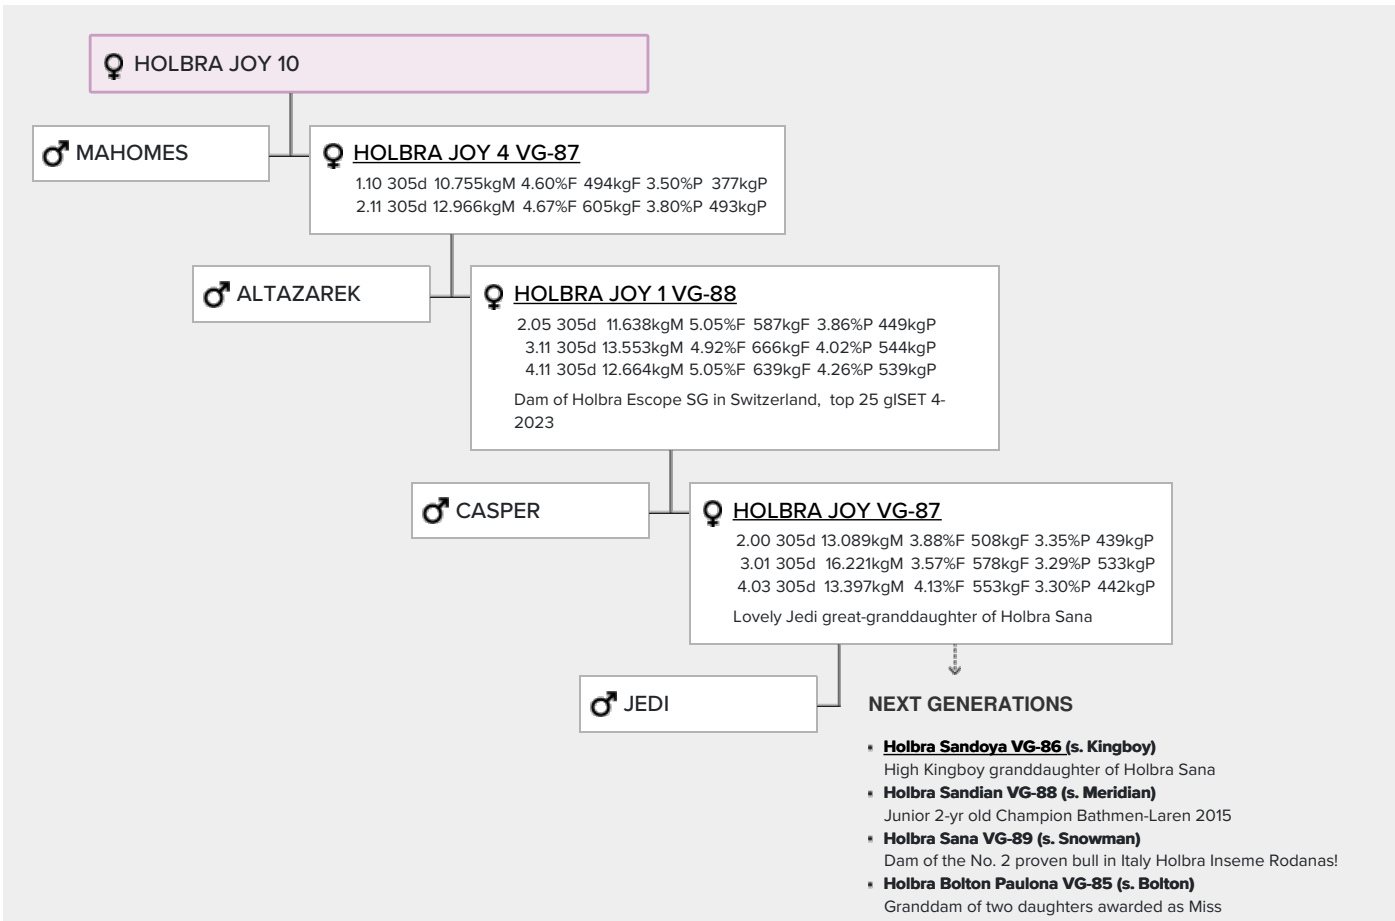 HOLBRA JOY 10
MAHOMES
HOLBRA JOY 4 VG-87
1.10 305d 10.755kgM 4.60%F 494kgF 3.50%P 377kgP
2.11 305d 12.966kgM 4.67%F 605kgF 3.80%P 493kgP
ALTAZAREK
HOLBRA JOY 1 VG-88
2.05 305d 11.638kgM 5.05%F 587kgF 3.86%P 449kgP
3.11 305d 13.553kgM 4.92%F 666kgF 4.02%P 544kgP
4.11 305d 12.664kgM 5.05%F 639kgF 4.26%P 539kgP
Dam of Holbra Escope SG in Switzerland, top 25 gISET 4-
2023
CASPER
HOLBRA JOY VG-87
2.00 305d 13.089kgM 3.88%F 508kgF 3.35%P 439kgP
3.01 305d 16.221kgM 3.57%F 578kgF 3.29%P 533kgP
4.03 305d 13.397kgM 4.13%F 553kgF 3.30%P 442kgP
Lovely Jedi great-granddaughter of Holbra Sana
JEDI
NEXT GENERATIONS
Holbra Sandoya VG-86 (s. Kingboy)
High Kingboy granddaughter of Holbra Sana
Holbra Sandian VG-88 (s. Meridian)
Junior 2-yr old Champion Bathmen-Laren 2015
Holbra Sana VG-89 (s. Snowman)
Dam of the No. 2 proven bull in Italy Holbra Inseme Rodanas!
Holbra Bolton Paulona VG-85 (s. Bolton)
Granddam of two daughters awarded as Miss